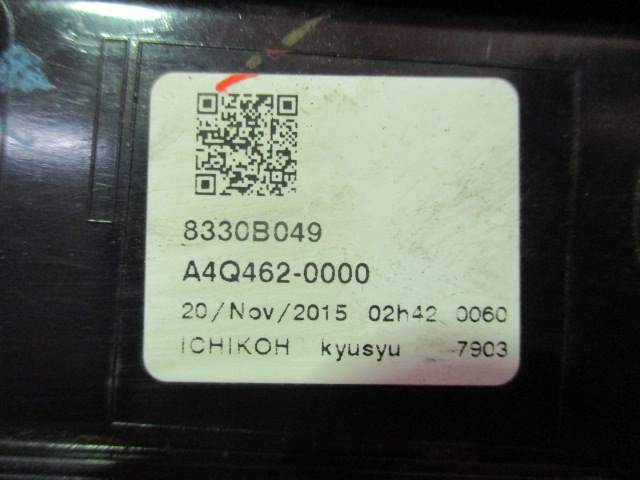 8330B049
A4Q462-0000
20/Nov/2015 02h42 0060
ICHIKOH kyusyu 7903